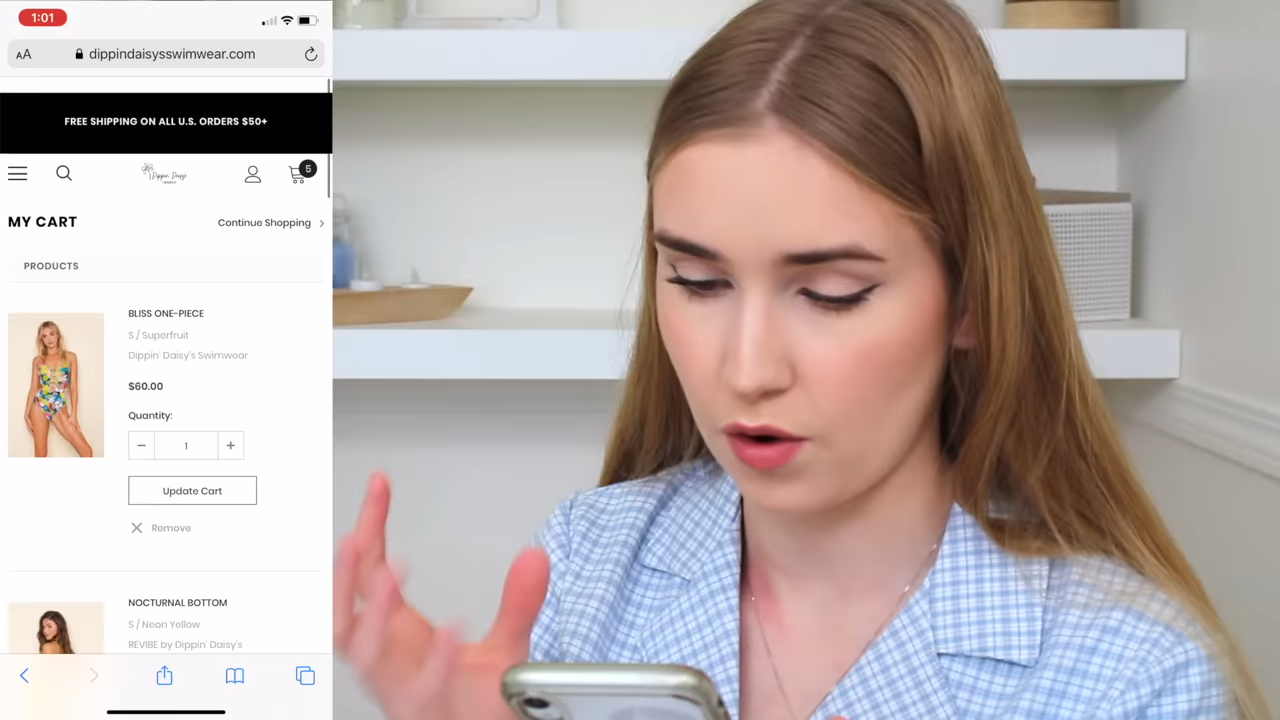 1:01
AA dippindaisysswimwear.com
FREE SHIPPING ON ALL U.S. ORDERS $50+
Dippin' Daisy's
5
MY CART
Continue Shopping
PRODUCTS
BLISS ONE-PIECE
S / Superfruit
Dippin' Daisy's Swimwear
$60.00
Quantity:
1
Update Cart
Remove
NOCTURNAL BOTTOM
S / Neon Yellow
REVIBE by Dippin' Daisy's